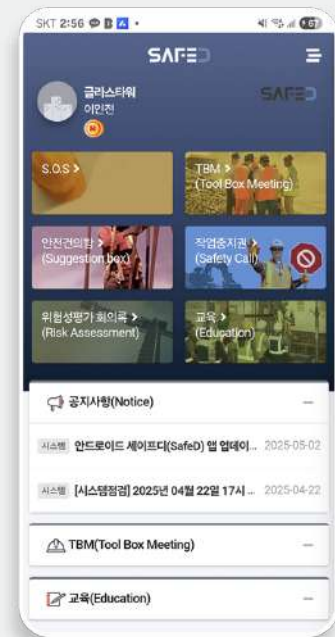 SKT 2:56
67
SAFED
글라스타워
이안전
SAFED
S.O.S >
TBM >
(Tool Box Meeting)
안전건의함 >
(Suggestion box)
작업중지권 >
(Safety Call)
위험성평가 회의록 >
(Risk Assessment)
교육 >
(Education)
공지사항(Notice)
시스템 안드로이드 세이프디(SafeD) 앱 업데이... 2025-05-02
시스템 [시스템점검] 2025년 04월 22일 17시 ... 2025-04-22
TBM(Tool Box Meeting)
교육(Education)